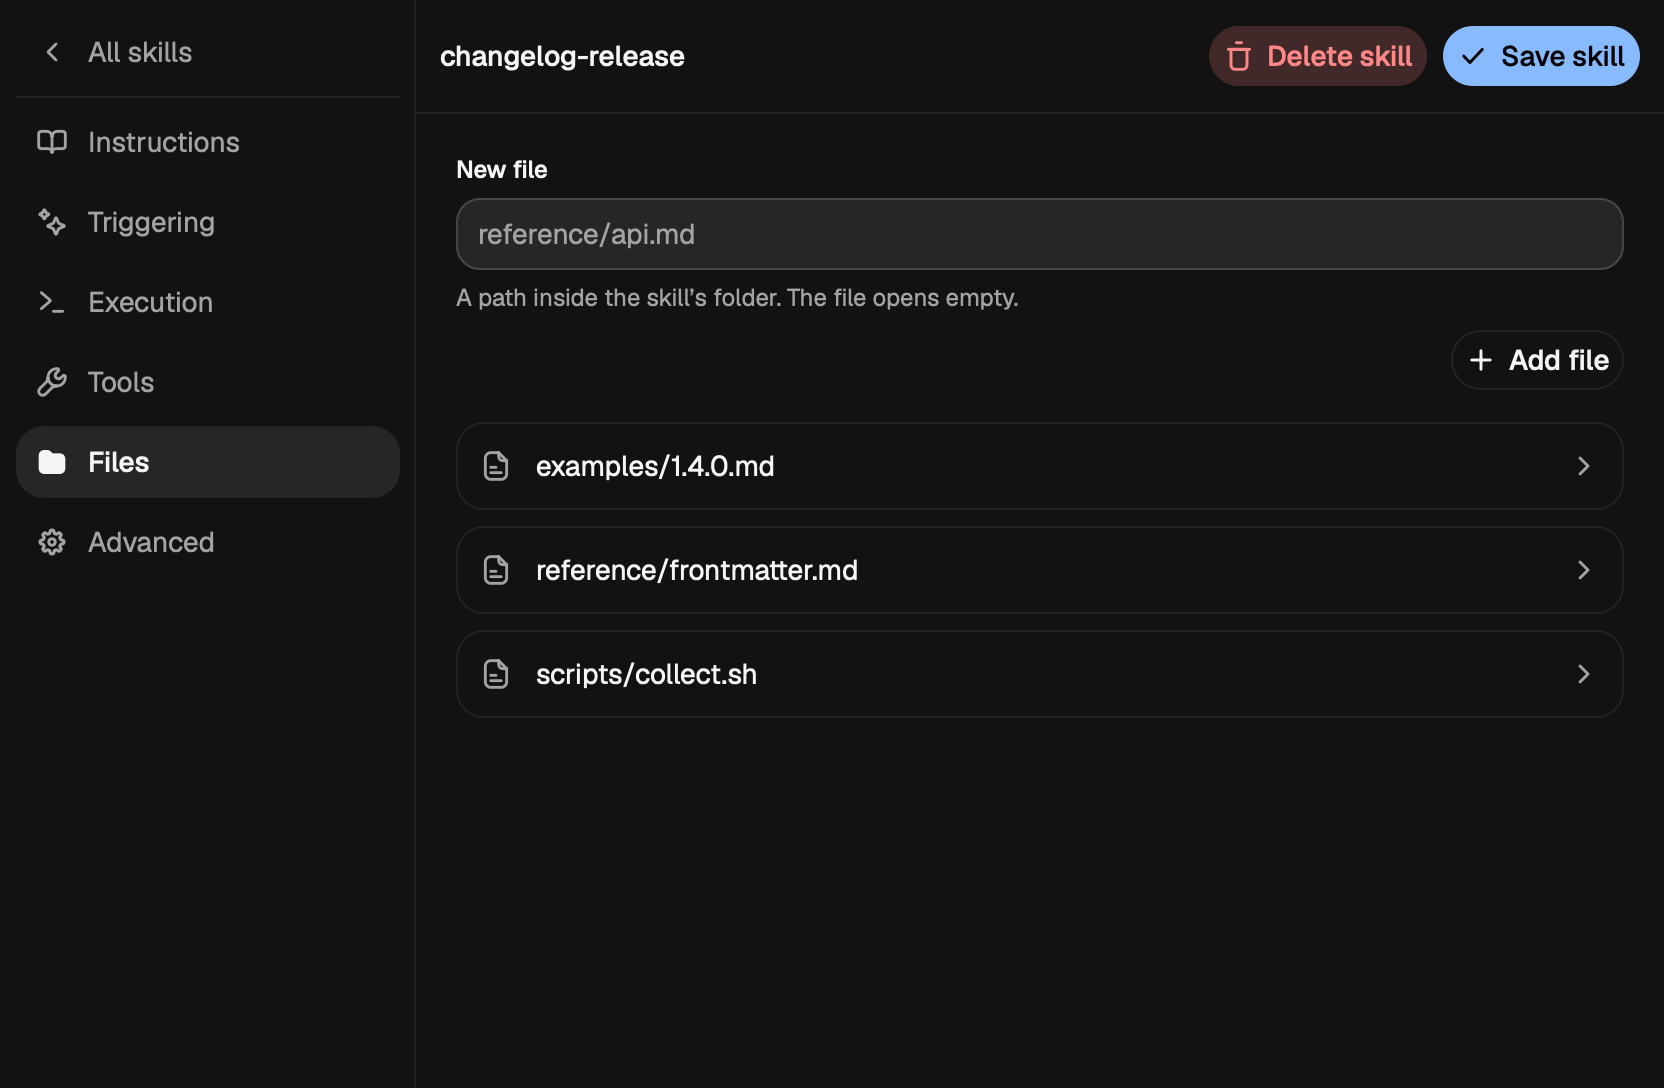 All skills
Instructions
Triggering
Execution
Tools
Files
Advanced
changelog-release
Delete skill
Save skill
New file
reference/api.md
A path inside the skill’s folder. The file opens empty.
Add file
examples/1.4.0.md
reference/frontmatter.md
scripts/collect.sh